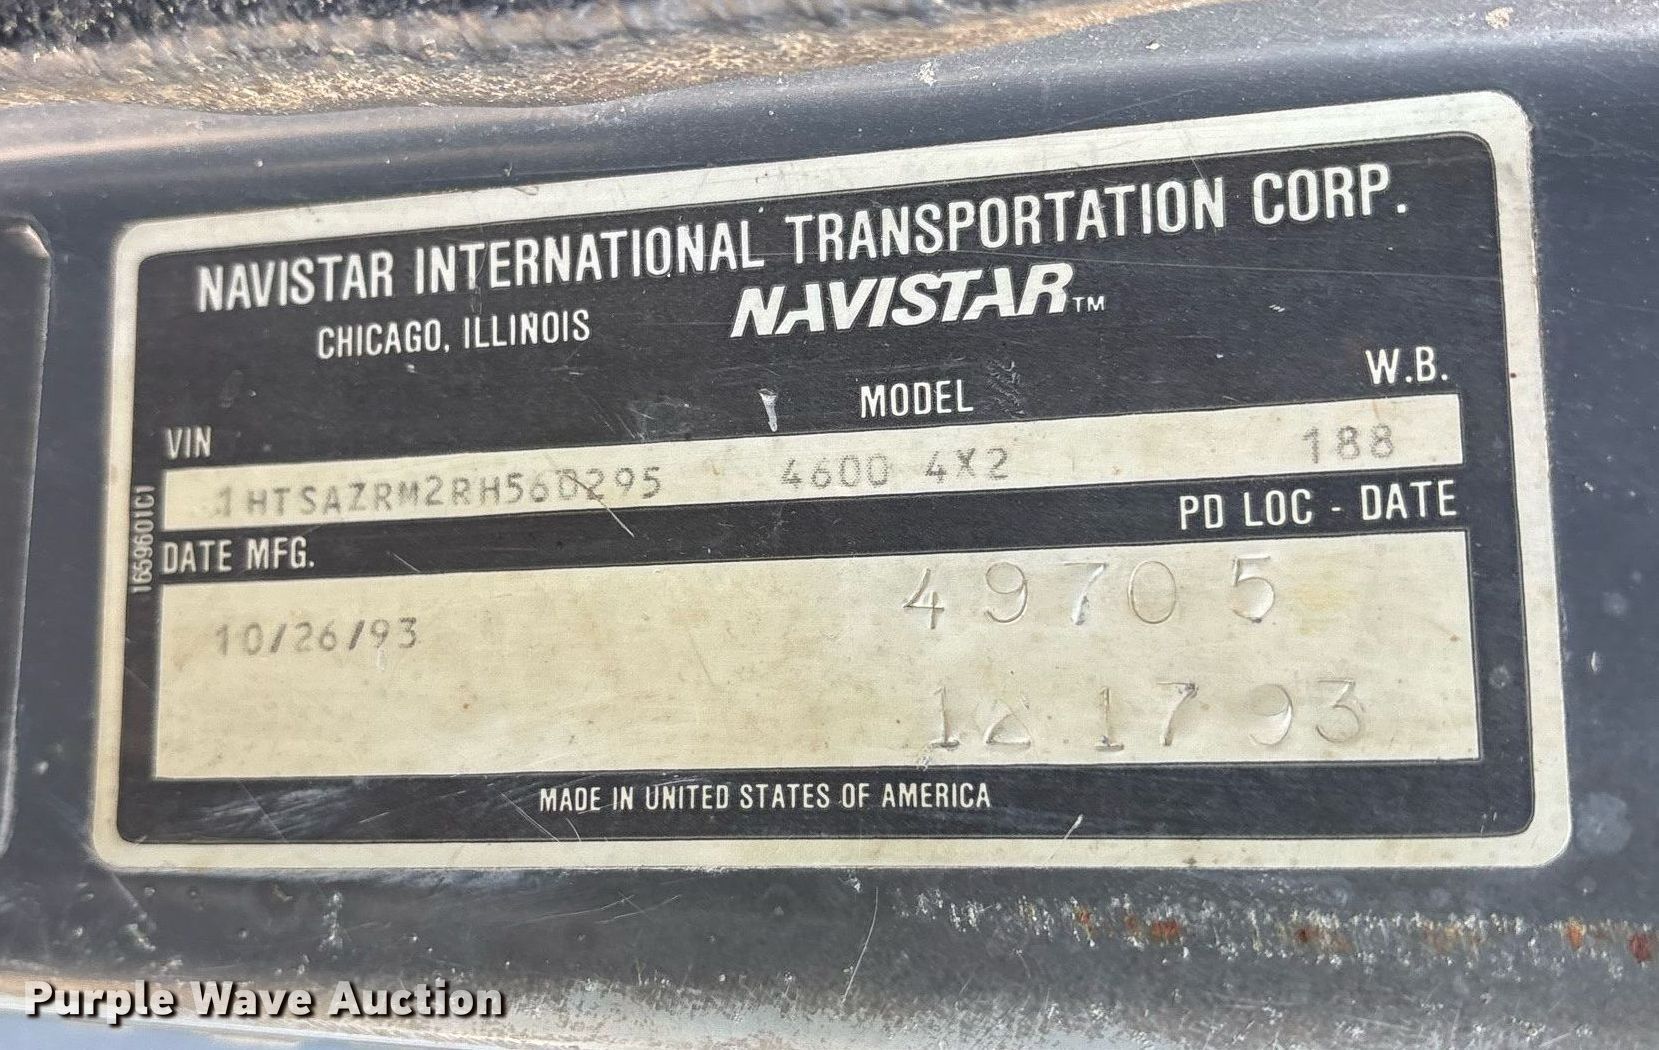 NAVISTAR INTERNATIONAL TRANSPORTATION CORP.
CHICAGO, ILLINOIS
NAVISTAR™
VIN
MODEL
W.B.
1HTSAZRM2RH560295
4600 4X2
188
1659601C1
DATE MFG.
PD LOC - DATE
10/26/93
49705
12 17 93
MADE IN UNITED STATES OF AMERICA
Purple Wave Auction